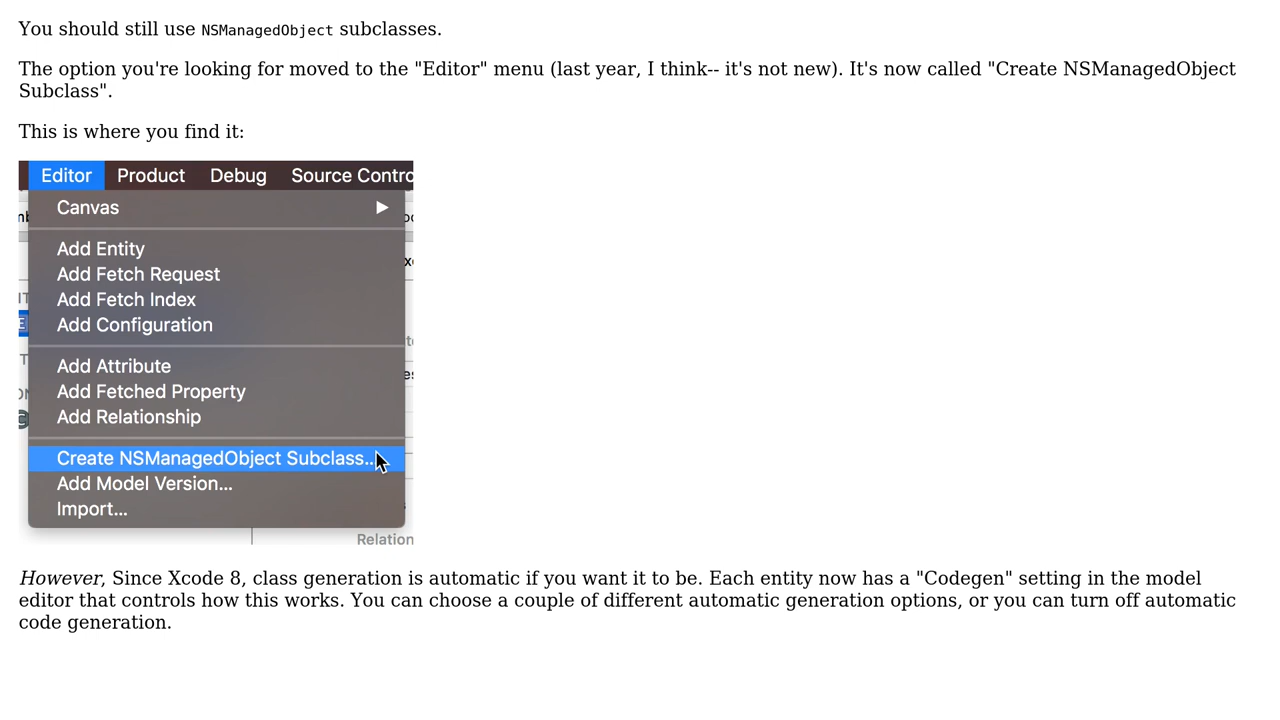 You should still use NSManagedObject subclasses.
The option you're looking for moved to the "Editor" menu (last year, I think-- it's not new). It's now called "Create NSManagedObject
Subclass".
This is where you find it:
Editor Product Debug Source Contro
Canvas
Add Entity
Add Fetch Request
Add Fetch Index
Add Configuration
Add Attribute
Add Fetched Property
Add Relationship
Create NSManagedObject Subclass...
Add Model Version...
Import...
Relation
However, Since Xcode 8, class generation is automatic if you want it to be. Each entity now has a "Codegen" setting in the model
editor that controls how this works. You can choose a couple of different automatic generation options, or you can turn off automatic
code generation.